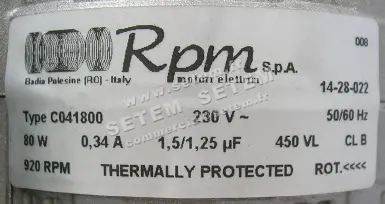 008
Rpm S.p.A.
Badia Polesine (RO) - Italy motori elettrici
14-28-022
Type C041800 230 V ~ 50/60 Hz
80 W 0,34 A 1,5/1,25 µF 450 VL CL B
920 RPM THERMALLY PROTECTED ROT.<<<<
SETEM SETEM